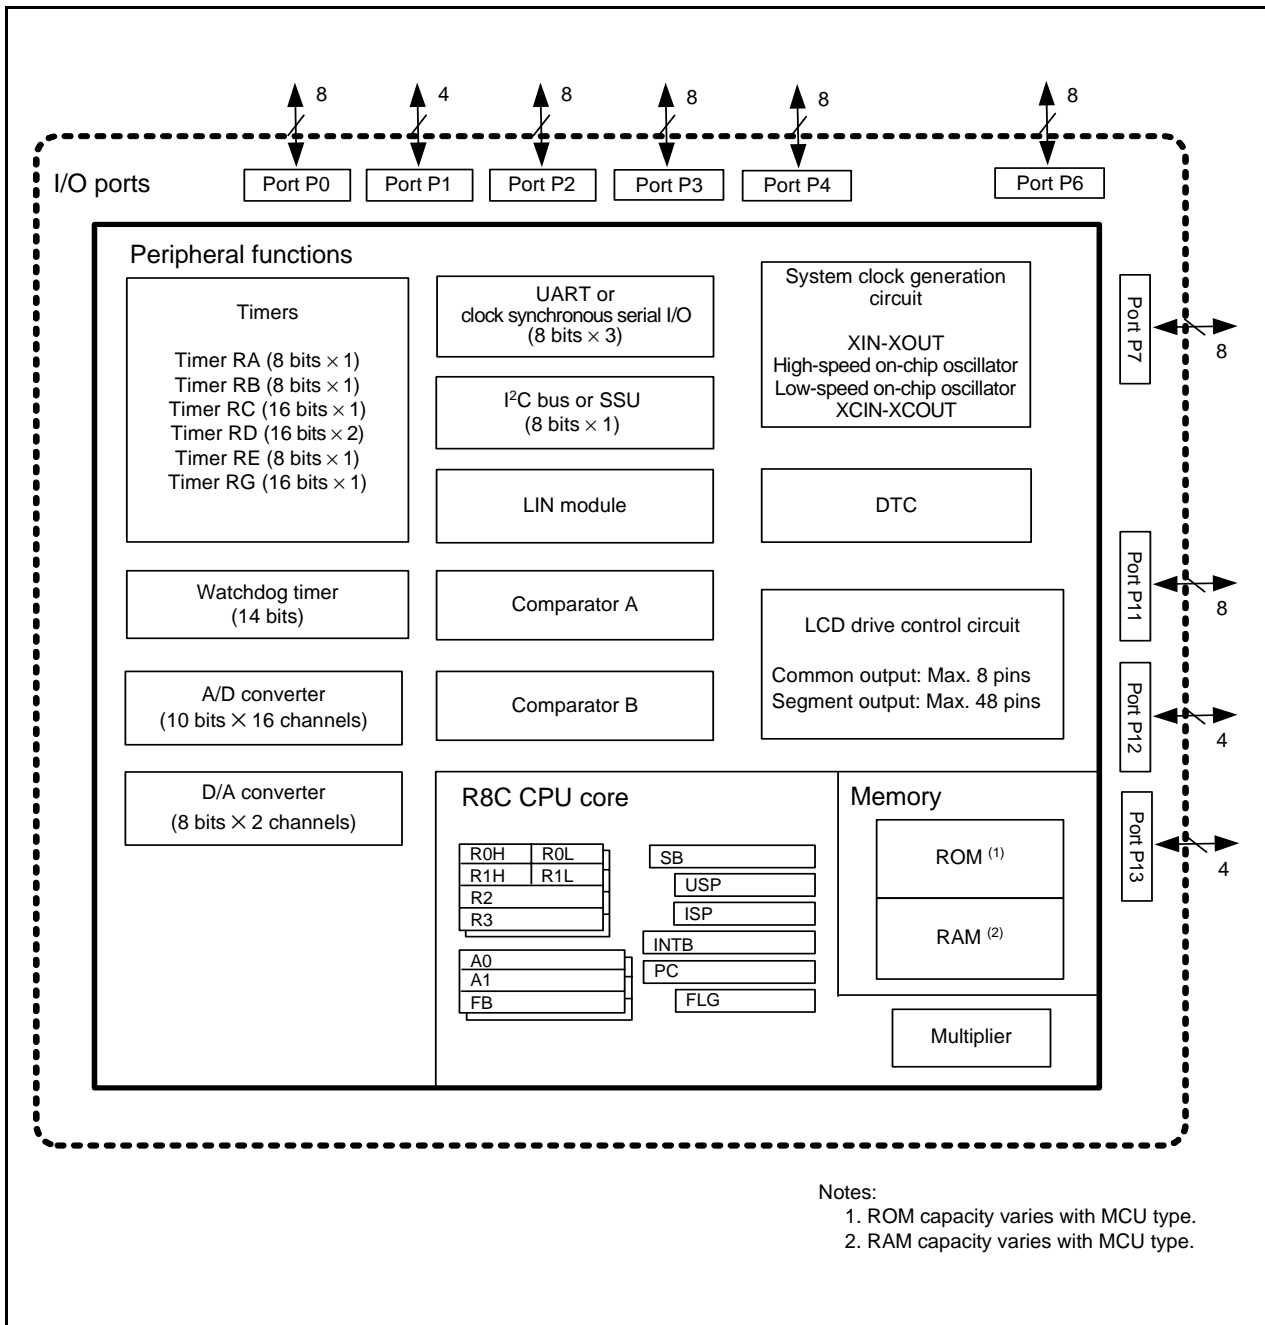 8
4
8
8
8
8
I/O ports
Port P0
Port P1
Port P2
Port P3
Port P4
Port P6
Peripheral functions
Timers
Timer RA (8 bits × 1)
Timer RB (8 bits × 1)
Timer RC (16 bits × 1)
Timer RD (16 bits × 2)
Timer RE (8 bits × 1)
Timer RG (16 bits × 1)
Watchdog timer
(14 bits)
A/D converter
(10 bits × 16 channels)
D/A converter
(8 bits × 2 channels)
UART or
clock synchronous serial I/O
(8 bits × 3)
I²C bus or SSU
(8 bits × 1)
LIN module
Comparator A
Comparator B
System clock generation
circuit
XIN-XOUT
High-speed on-chip oscillator
Low-speed on-chip oscillator
XCIN-XCOUT
DTC
LCD drive control circuit
Common output: Max. 8 pins
Segment output: Max. 48 pins
Port P7
8
Port P11
8
Port P12
4
Port P13
4
R8C CPU core
R0H
R0L
R1H
R1L
R2
R3
A0
A1
FB
SB
USP
ISP
INTB
PC
FLG
Memory
ROM (1)
RAM (2)
Multiplier
Notes:
1. ROM capacity varies with MCU type.
2. RAM capacity varies with MCU type.